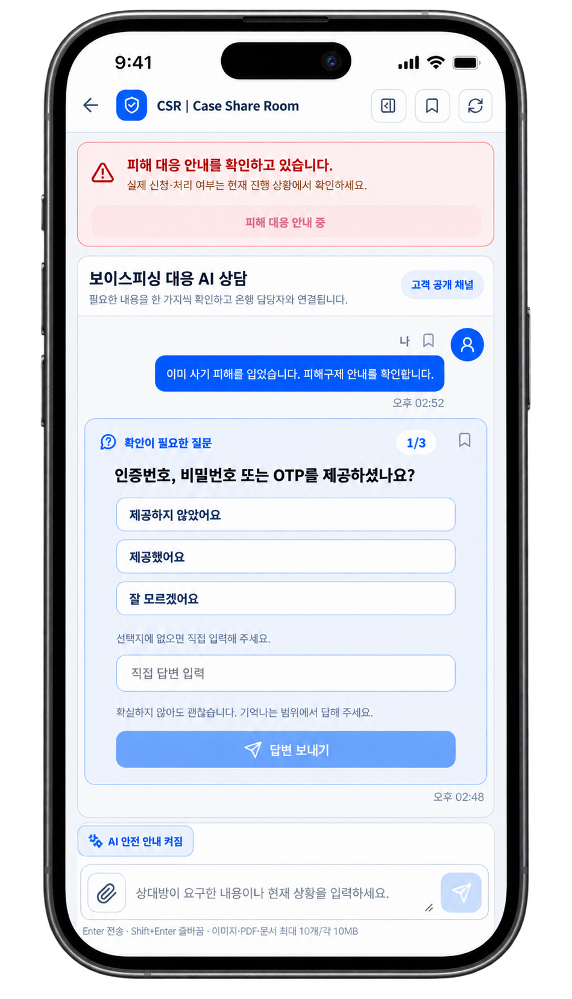 9:41
CSR | Case Share Room
피해 대응 안내를 확인하고 있습니다.
실제 신청·처리 여부는 현재 진행 상황에서 확인하세요.
피해 대응 안내 중
보이스피싱 대응 AI 상담
고객 공개 채널
필요한 내용을 한 가지씩 확인하고 온행 답당자와 연결됩니다.
나
이미 사기 피해를 입었습니다. 피해구제 안내를 확인합니다.
오후 02:52
확안이 필요한 질문
1/3
인증번호, 비밀번호 또는 OTP를 제공하셨나요?
제공하지 않았어요
제공했어요
잘 모르겠어요
선택지에 없오면 직접 입력해 주세요.
직접 답변 입력
확실하지 않아도 괜찮습니다. 기억나는 범위에서 답해 주세요.
답변 보내기
오후 02:48
AI 안전 안내 켜짐
상대방이 요구한 내용이나 현재 상황을 입력하세요.
Enter 전송 · Shift+Enter 줄바꿈 · 이미지·PDF·문서 최대 10개/각 10MB